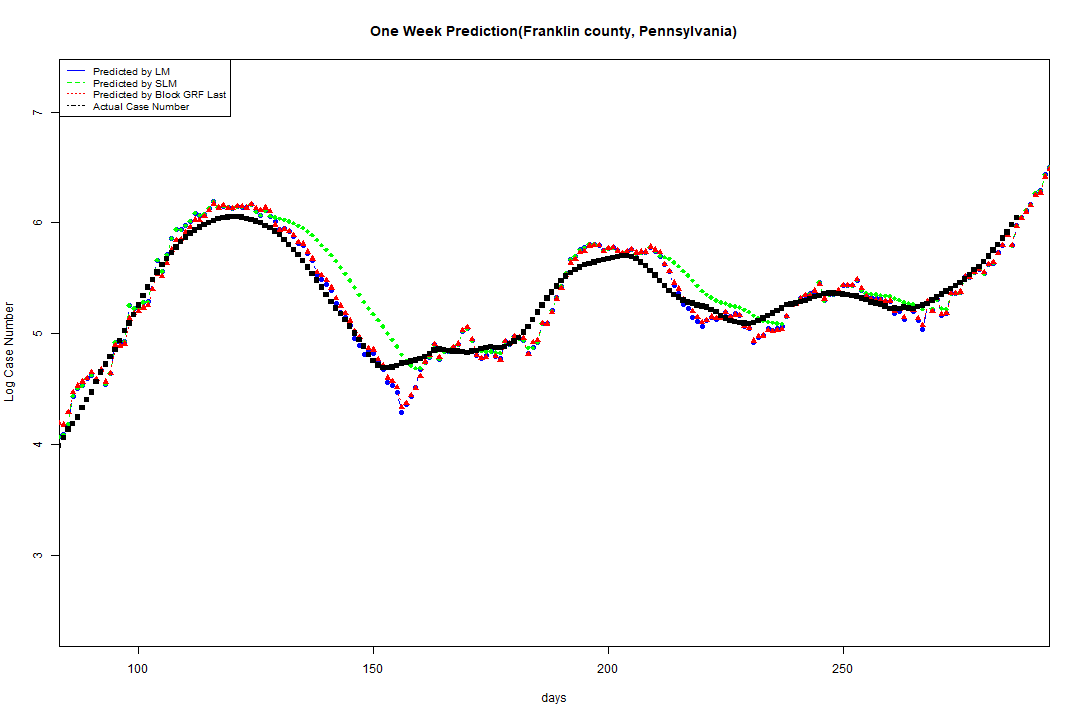 One Week Prediction(Franklin county, Pennsylvania)
Predicted by LM
Predicted by SLM
Predicted by Block GRF Last
Actual Case Number
7
6
5
4
3
Log Case Number
100 150 200 250
days